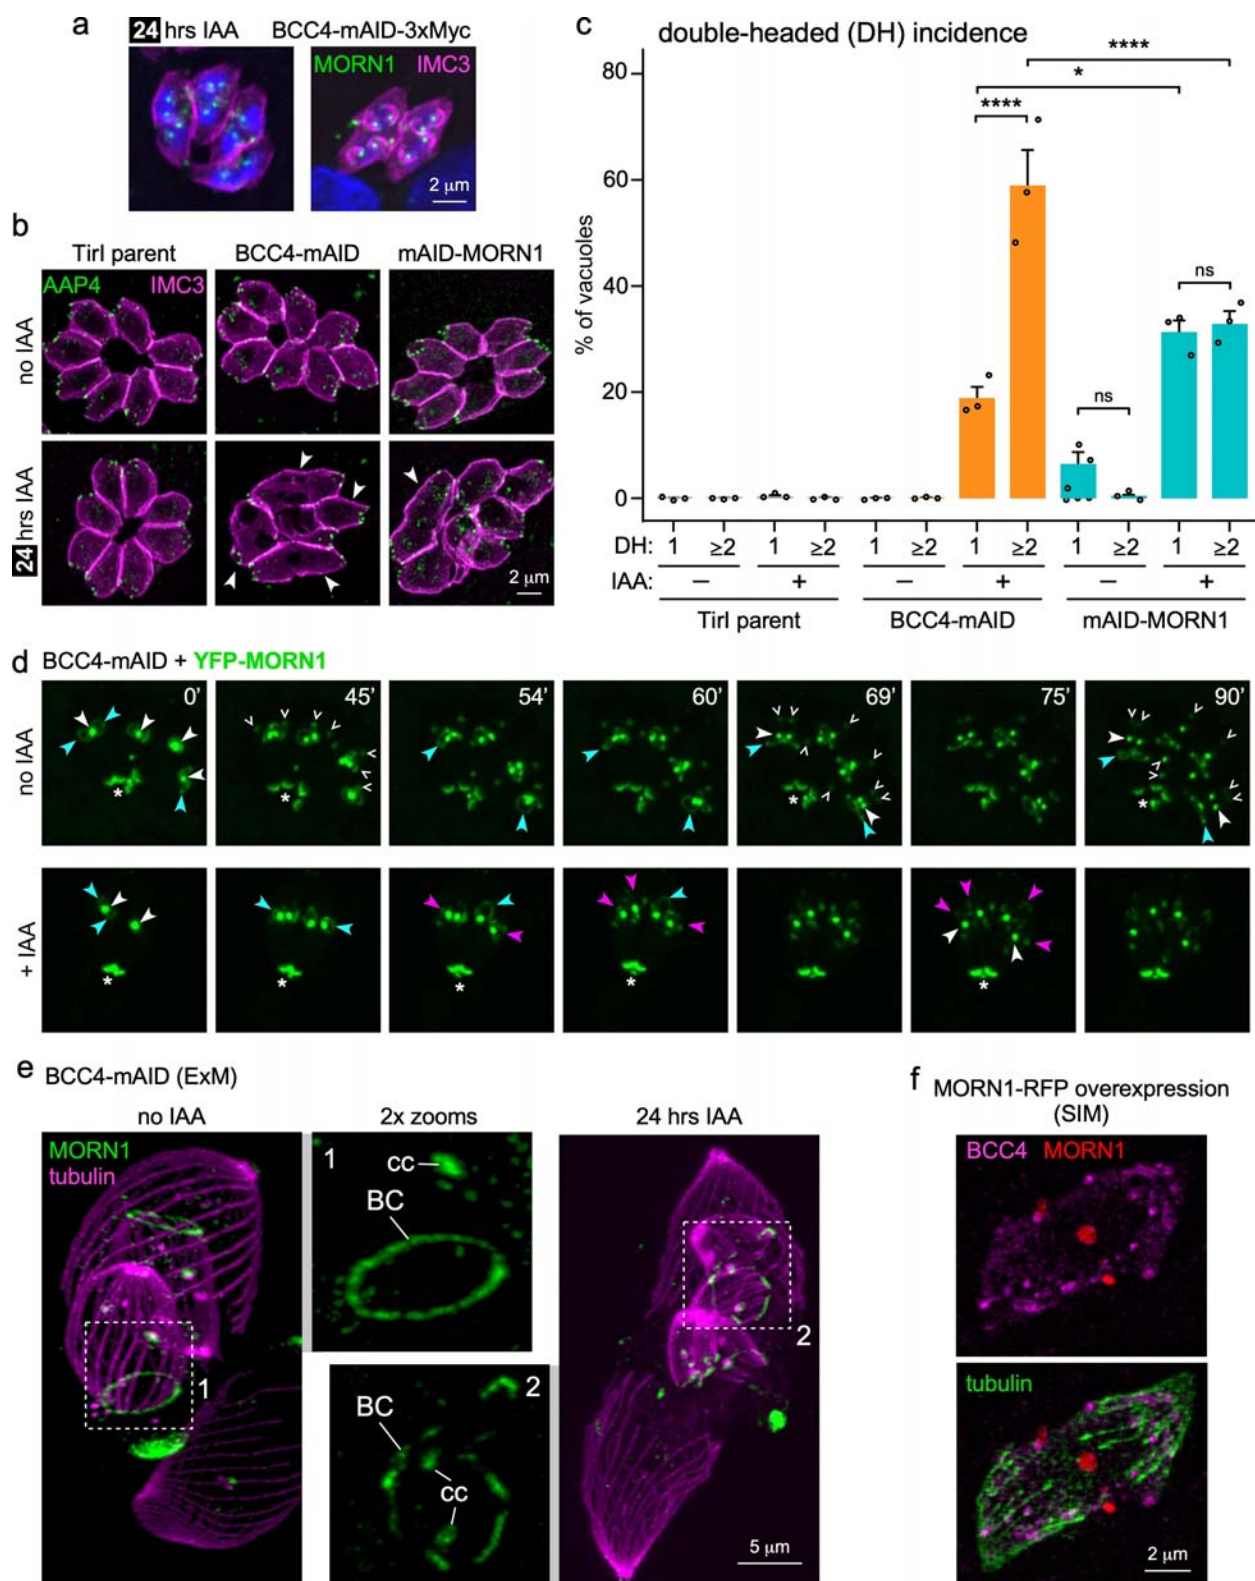 a
24 hrs IAA BCC4-mAID-3xMyc
MORN1 IMC3
2 μm
b
Tirl parent BCC4-mAID mAID-MORN1
AAP4 IMC3
no IAA
24 hrs IAA
2 μm
c
double-headed (DH) incidence
% of vacuoles
80
60
40
20
0
* ****
****
ns
ns
DH: 1 ≥2 1 ≥2 1 ≥2 1 ≥2 1 ≥2 1 ≥2
IAA: – + – + – +
Tirl parent BCC4-mAID mAID-MORN1
d BCC4-mAID + YFP-MORN1
no IAA
0' 45' 54' 60' 69' 75' 90'
* * * *
+ IAA
* * * * *
e BCC4-mAID (ExM)
no IAA 2x zooms 24 hrs IAA
MORN1
tubulin
1
1
cc
BC
2
BC
cc
2
5 μm
f MORN1-RFP overexpression
(SIM)
BCC4 MORN1
tubulin
2 μm